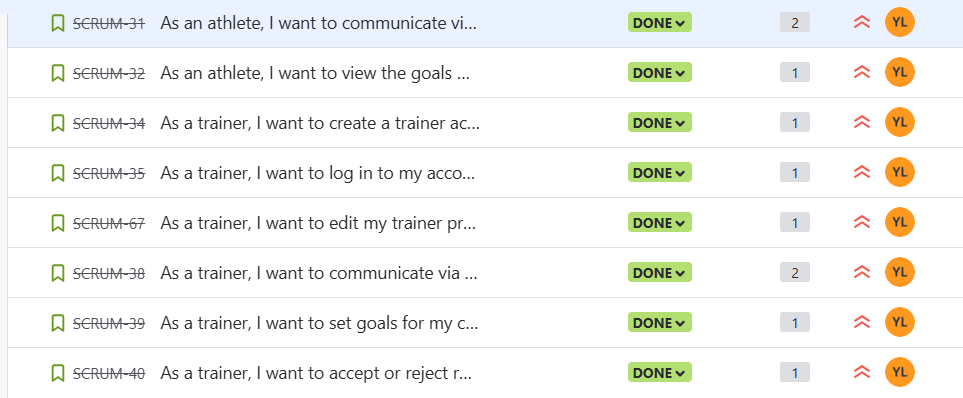 SCRUM-31 As an athlete, I want to communicate vi... DONE 2 YL
SCRUM-32 As an athlete, I want to view the goals ... DONE 1 YL
SCRUM-34 As a trainer, I want to create a trainer ac... DONE 1 YL
SCRUM-35 As a trainer, I want to log in to my acco... DONE 1 YL
SCRUM-67 As a trainer, I want to edit my trainer pr... DONE 1 YL
SCRUM-38 As a trainer, I want to communicate via ... DONE 2 YL
SCRUM-39 As a trainer, I want to set goals for my c... DONE 1 YL
SCRUM-40 As a trainer, I want to accept or reject r... DONE 1 YL